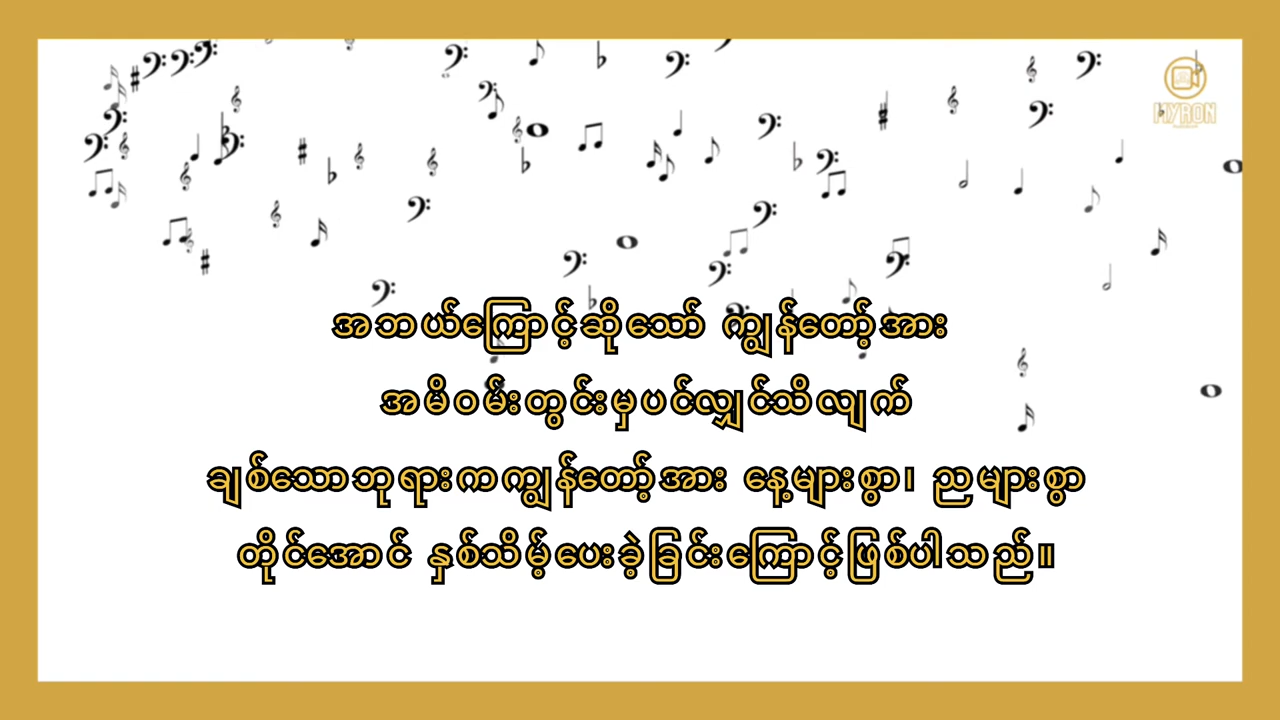 MYRON
အဘယ်ကြောင့်ဆိုသော် ကျွန်တော့်အား
အမိဝမ်းတွင်းမှပင်လျှင်သိလျက်
ချစ်သောဘုရားကကျွန်တော့်အား နေ့များစွာ၊ ညများစွာ
တိုင်အောင် နှစ်သိမ့်ပေးခဲ့ခြင်းကြောင့်ဖြစ်ပါသည်။